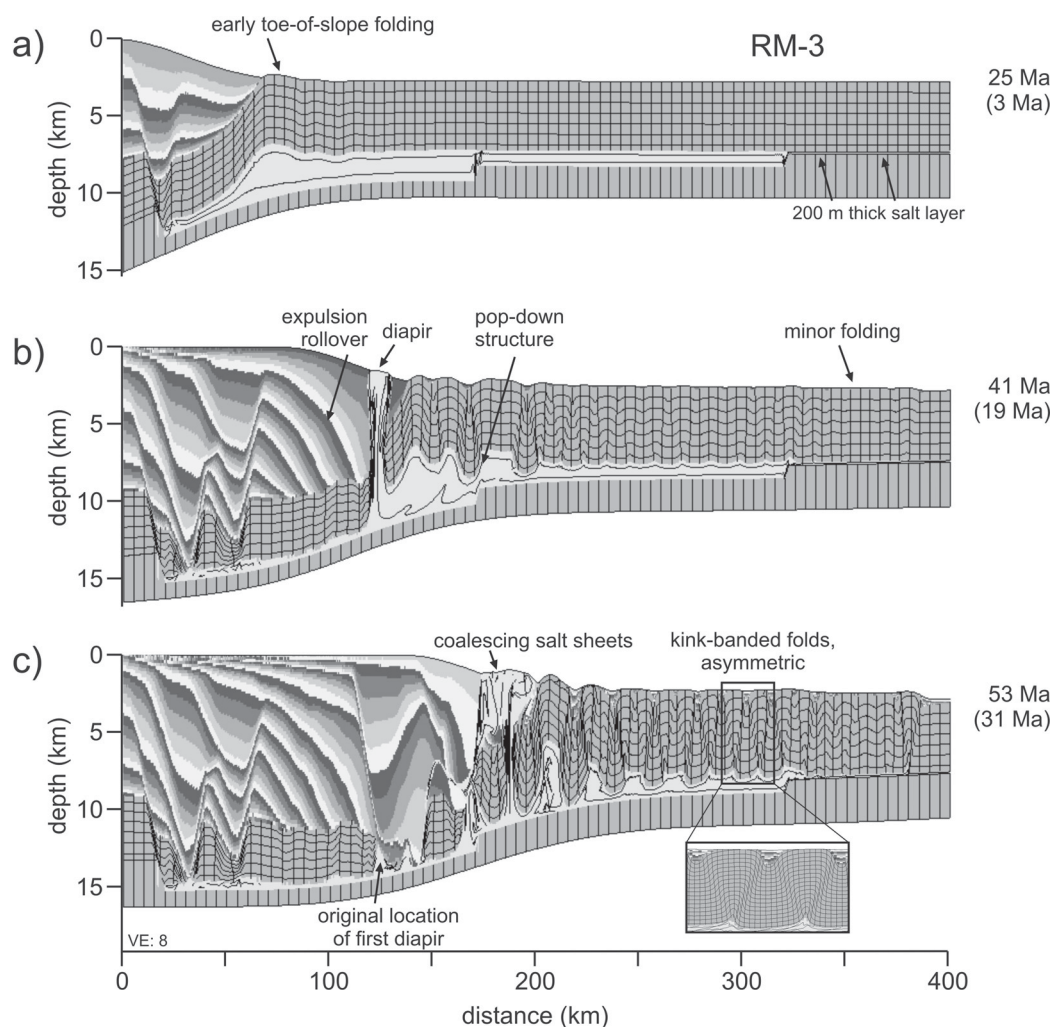 a)
early toe-of-slope folding
RM-3
25 Ma
(3 Ma)
0
5
10
15
depth (km)
200 m thick salt layer
b)
expulsion
rollover
diapir
pop-down
structure
minor folding
41 Ma
(19 Ma)
0
5
10
15
depth (km)
c)
coalescing salt sheets
kink-banded folds,
asymmetric
53 Ma
(31 Ma)
0
5
10
15
depth (km)
original location
of first diapir
VE: 8
0 100 200 300 400
distance (km)